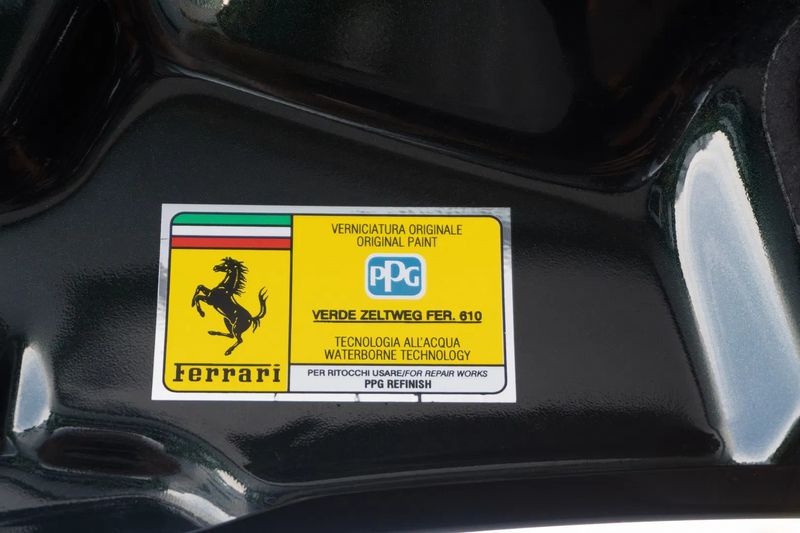 VERNICIATURA ORIGINALE
ORIGINAL PAINT
PPG
VERDE ZELTWEG FER. 610
TECNOLOGIA ALL'ACQUA
WATERBORNE TECHNOLOGY
Ferrari
PER RITOCCHI USARE/FOR REPAIR WORKS
PPG REFINISH